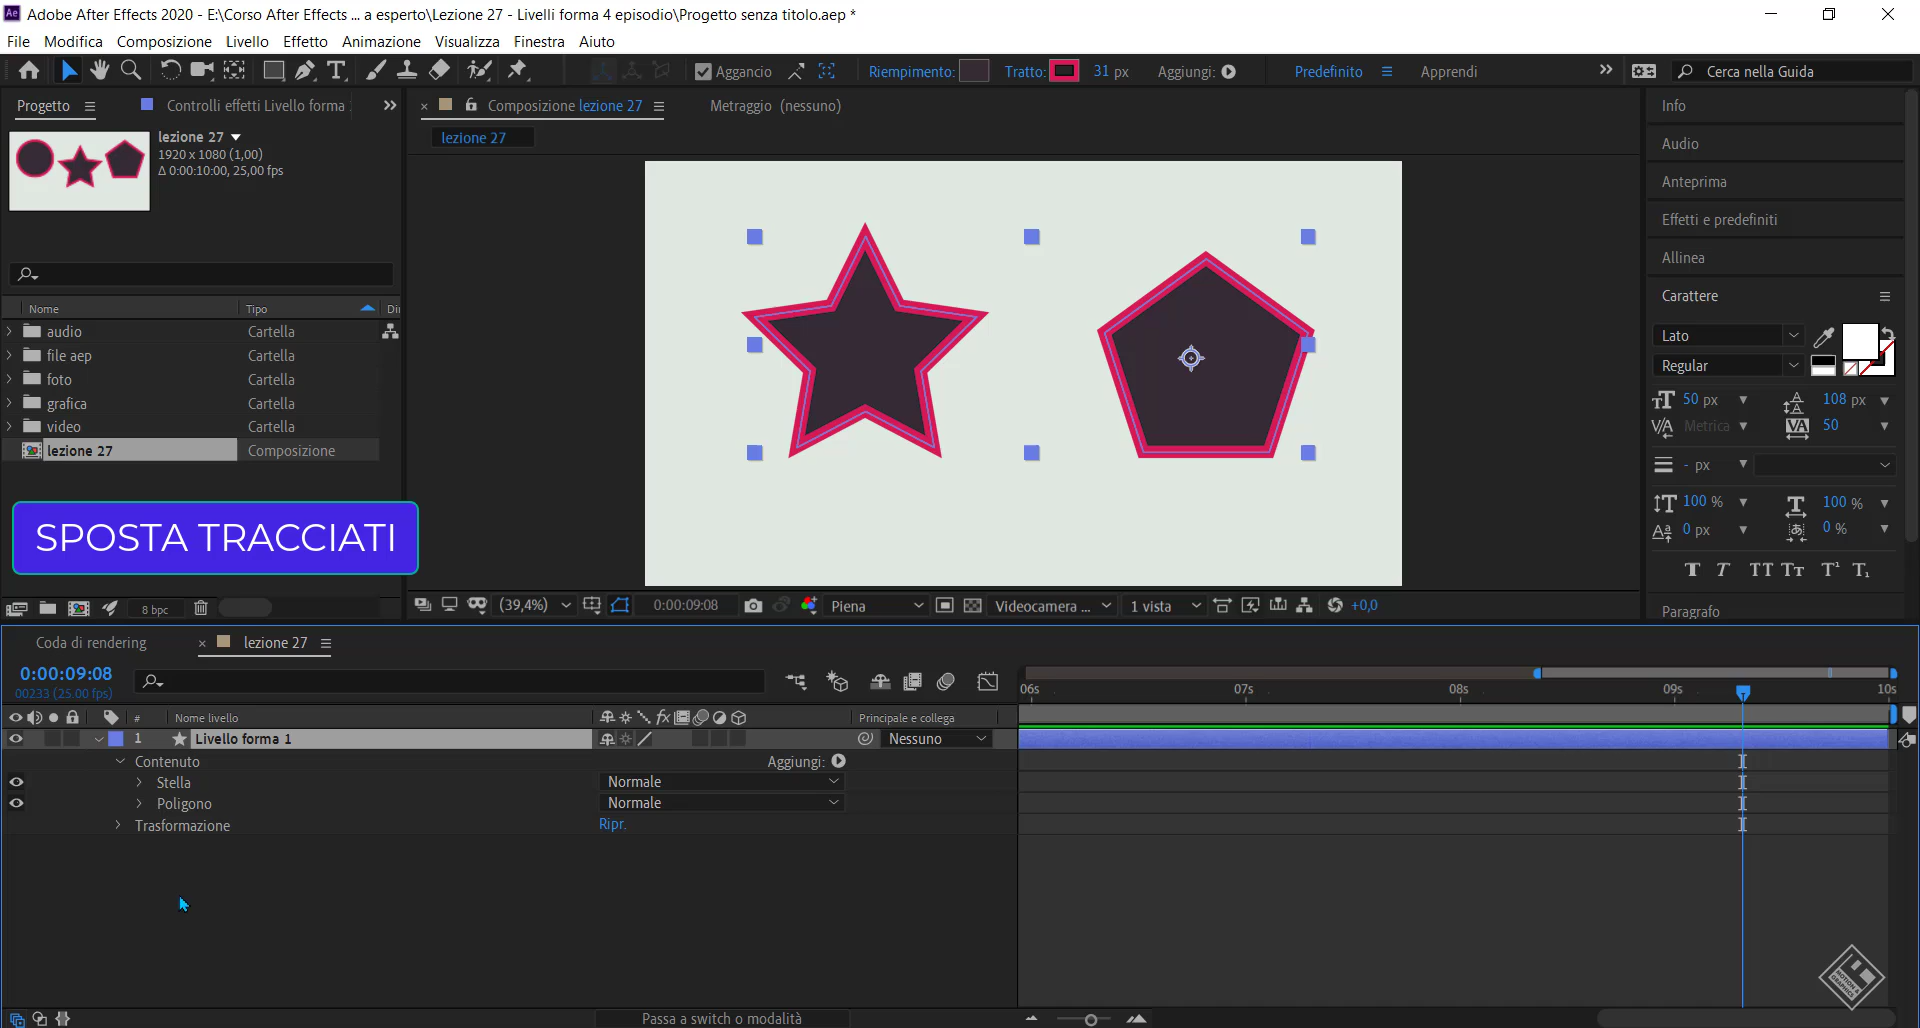 Adobe After Effects 2020 - E:\Corso After Effects ... a esperto\Lezione 27 - Livelli forma 4 episodio\Progetto senza titolo.aep *
File Modifica Composizione Livello Effetto Animazione Visualizza Finestra Aiuto
Aggancio Riempimento: Tratto: 31 px Aggiungi: Predefinito Apprendi Cerca nella Guida
Progetto Controlli effetti Livello forma Composizione lezione 27 Metraggio (nessuno) Info
lezione 27
1920 x 1080 (1,00)
Δ 0:00:10:00, 25,00 fps
lezione 27
Audio
Anteprima
Effetti e predefiniti
Allinea
Carattere
Nome Tipo Di
audio Cartella
file aep Cartella
foto Cartella
grafica Cartella
video Cartella
lezione 27 Composizione
Lato
Regular
50 px 108 px
Metrica 50
- px
100 % 100 %
0 px 0 %
T T TT Tt T¹ T₁
Paragrafo
SPOSTA TRACCIATI
8 bpc (39,4%) 0:00:09:08 Piena Videocamera ... 1 vista +0,0
Coda di rendering lezione 27
0:00:09:08
00233 (25.00 fps)
06s 07s 08s 09s 10s
# Nome livello fx Principale e collega
1 Livello forma 1 Nessuno
Contenuto Aggiungi:
Stella Normale
Poligono Normale
Trasformazione Ripr.
Passa a switch o modalità